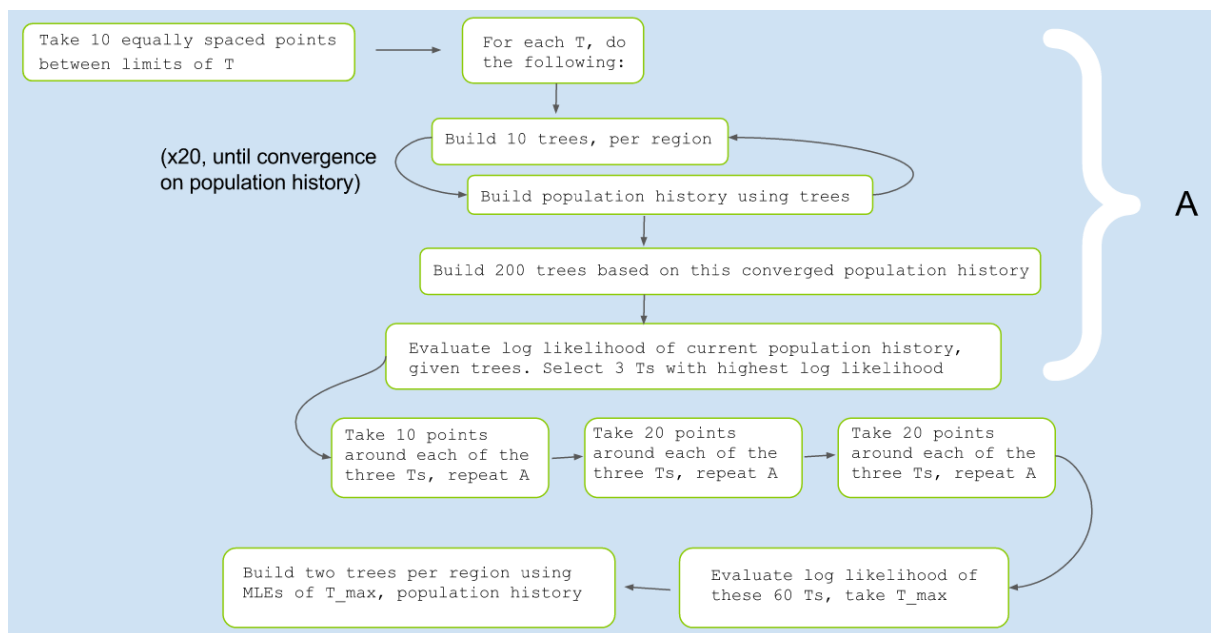 Take 10 equally spaced points
between limits of T
For each T, do
the following:
Build 10 trees, per region
(x20, until convergence
on population history)
Build population history using trees
A
Build 200 trees based on this converged population history
Evaluate log likelihood of current population history,
given trees. Select 3 Ts with highest log likelihood
Take 10 points
around each of the
three Ts, repeat A
Take 20 points
around each of the
three Ts, repeat A
Take 20 points
around each of the
three Ts, repeat A
Evaluate log likelihood of
these 60 Ts, take T_max
Build two trees per region using
MLEs of T_max, population history